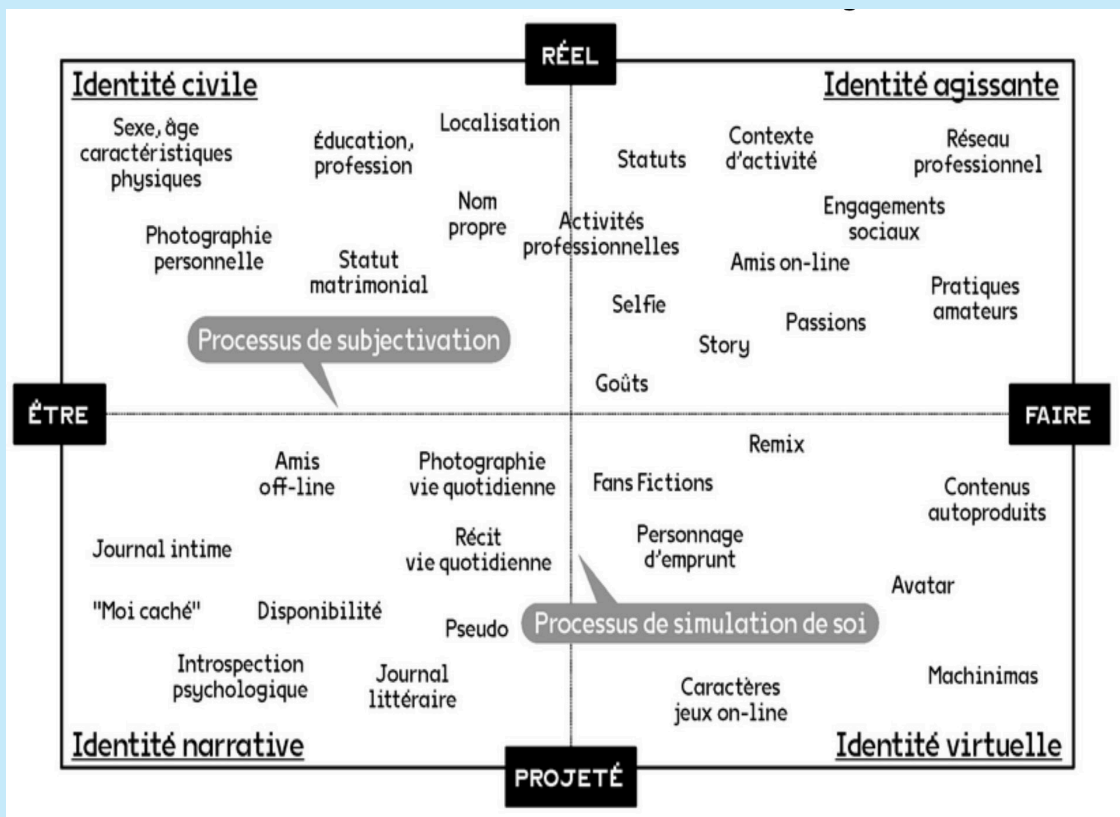 RÉEL
Identité civile
Identité agissante
Sexe, âge
caractéristiques
physiques
Éducation,
profession
Localisation
Nom
propre
Photographie
personnelle
Statut
matrimonial
Statuts
Contexte
d'activité
Réseau
professionnel
Activités
professionnelles
Engagements
sociaux
Amis on-line
Pratiques
amateurs
Selfie
Passions
Story
Goûts
Processus de subjectivation
ÊTRE
FAIRE
Amis
off-line
Photographie
vie quotidienne
Journal intime
Récit
vie quotidienne
"Moi caché"
Disponibilité
Pseudo
Introspection
psychologique
Journal
littéraire
Identité narrative
Remix
Fans Fictions
Contenus
autoproduits
Personnage
d'emprunt
Avatar
Processus de simulation de soi
Machinimas
Caractères
jeux on-line
Identité virtuelle
PROJETÉ